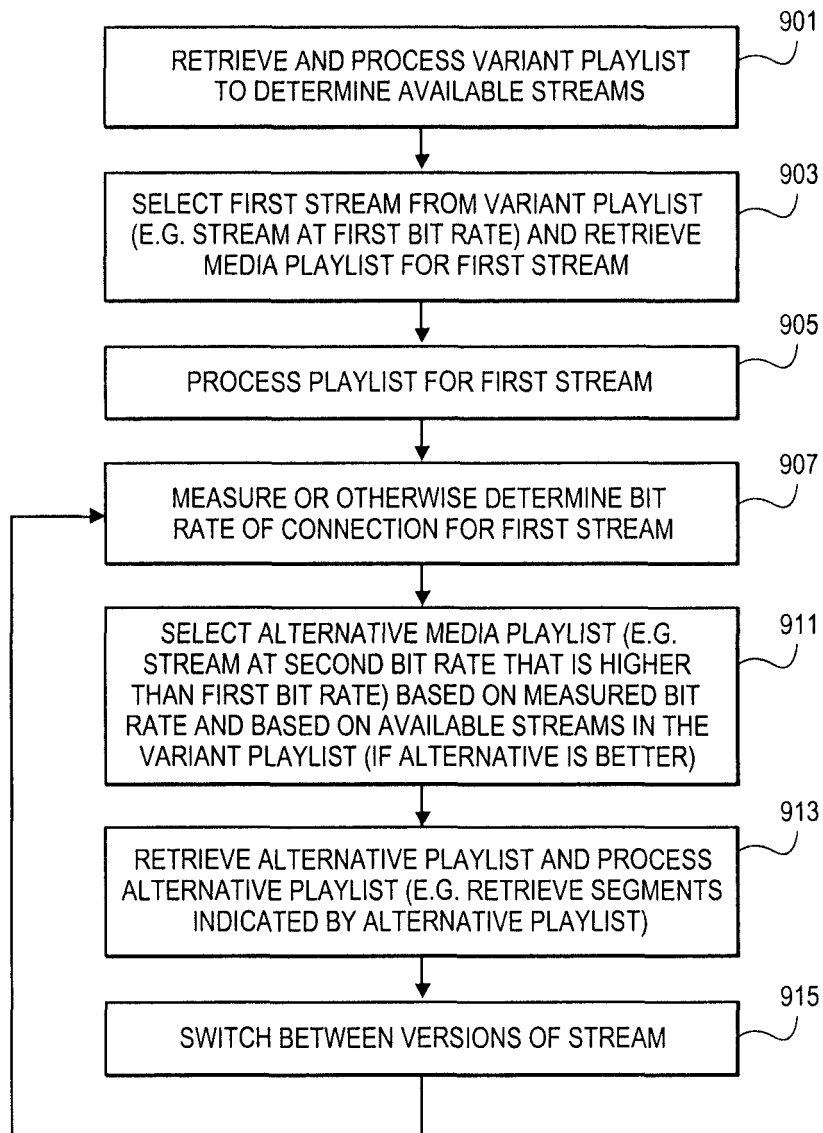 901
RETRIEVE AND PROCESS VARIANT PLAYLIST
TO DETERMINE AVAILABLE STREAMS
903
SELECT FIRST STREAM FROM VARIANT PLAYLIST
(E.G. STREAM AT FIRST BIT RATE) AND RETRIEVE
MEDIA PLAYLIST FOR FIRST STREAM
905
PROCESS PLAYLIST FOR FIRST STREAM
907
MEASURE OR OTHERWISE DETERMINE BIT
RATE OF CONNECTION FOR FIRST STREAM
911
SELECT ALTERNATIVE MEDIA PLAYLIST (E.G.
STREAM AT SECOND BIT RATE THAT IS HIGHER
THAN FIRST BIT RATE) BASED ON MEASURED BIT
RATE AND BASED ON AVAILABLE STREAMS IN THE
VARIANT PLAYLIST (IF ALTERNATIVE IS BETTER)
913
RETRIEVE ALTERNATIVE PLAYLIST AND PROCESS
ALTERNATIVE PLAYLIST (E.G. RETRIEVE SEGMENTS
INDICATED BY ALTERNATIVE PLAYLIST)
915
SWITCH BETWEEN VERSIONS OF STREAM